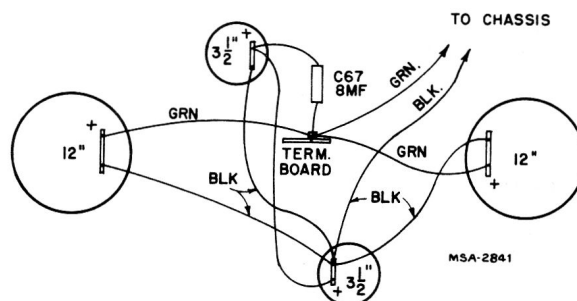 TO CHASSIS
+
3 1/2"
C67
8MF
GRN.
BLK.
GRN
+
12"
TERM.
BOARD
GRN
12"
+
BLK
BLK
MSA-2841
+
3 1/2"